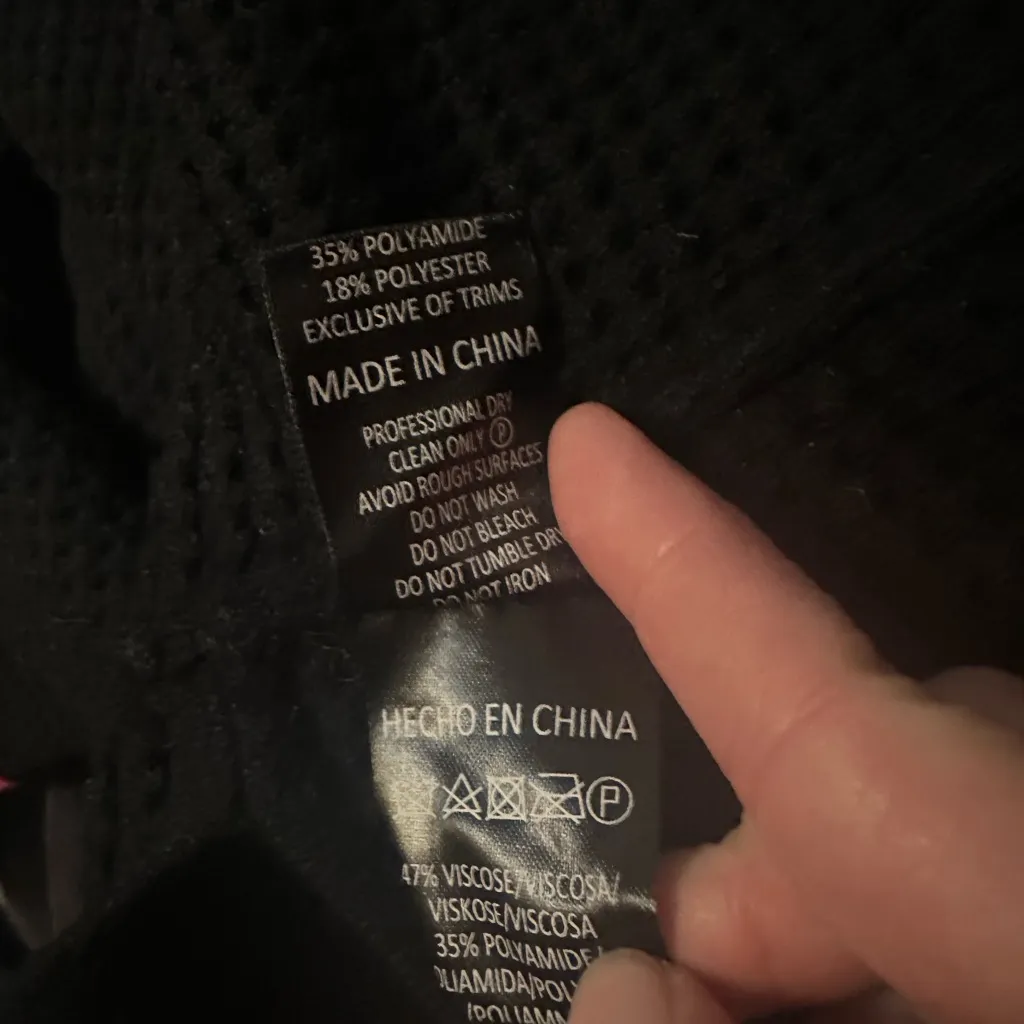 35% POLYAMIDE
18% POLYESTER
EXCLUSIVE OF TRIMS
MADE IN CHINA
PROFESSIONAL DRY
CLEAN ONLY Ⓟ
AVOID ROUGH SURFACES
DO NOT WASH
DO NOT BLEACH
DO NOT TUMBLE DRY
DO NOT IRON
HECHO EN CHINA
P
47% VISCOSE/VISCOSA/
VISKOSE/VISCOSA
35% POLYAMIDE/